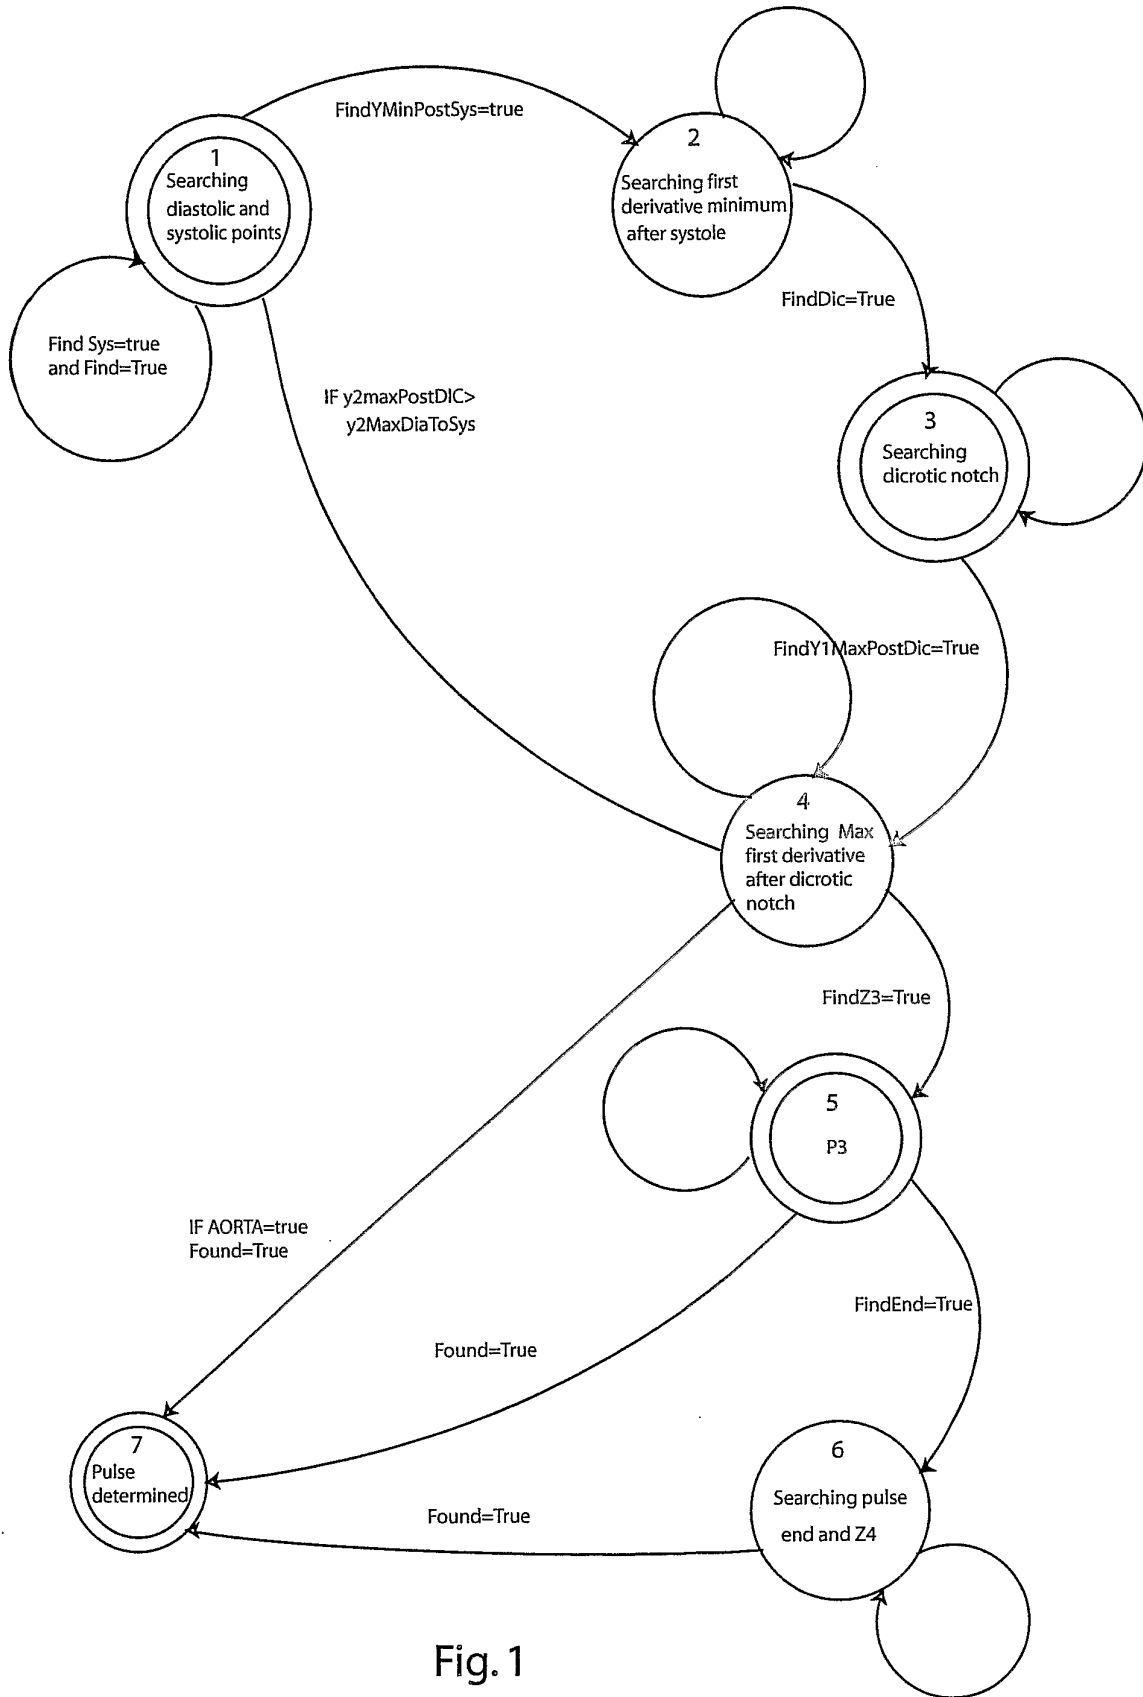 FindYMinPostSys=true
1
Searching
diastolic and
systolic points
2
Searching first
derivative minimum
after systole
FindDic=True
Find Sys=true
and Find=True
IF y2maxPostDIC>
y2MaxDiaToSys
3
Searching
dicrotic notch
FindY1MaxPostDic=True
4
Searching Max
first derivative
after dicrotic
notch
FindZ3=True
5
P3
IF AORTA=true
Found=True
FindEnd=True
Found=True
7
Pulse
determined
6
Searching pulse
end and Z4
Found=True
Fig. 1